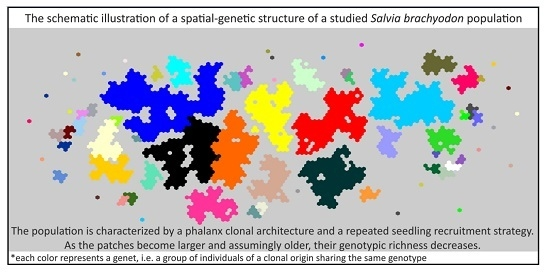 The schematic illustration of a spatial-genetic structure of a studied Salvia brachyodon population
The population is characterized by a phalanx clonal architecture and a repeated seedling recruitment strategy.
As the patches become larger and assumingly older, their genotypic richness decreases.
*each color represents a genet, i.e. a group of individuals of a clonal origin sharing the same genotype